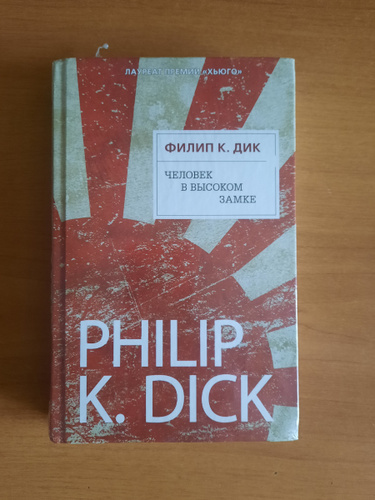 ЛАУРЕАТ ПРЕМИИ «ХЬЮГО»
ФИЛИП К. ДИК
ЧЕЛОВЕК
В ВЫСОКОМ
ЗАМКЕ
PHILIP
K. DICK